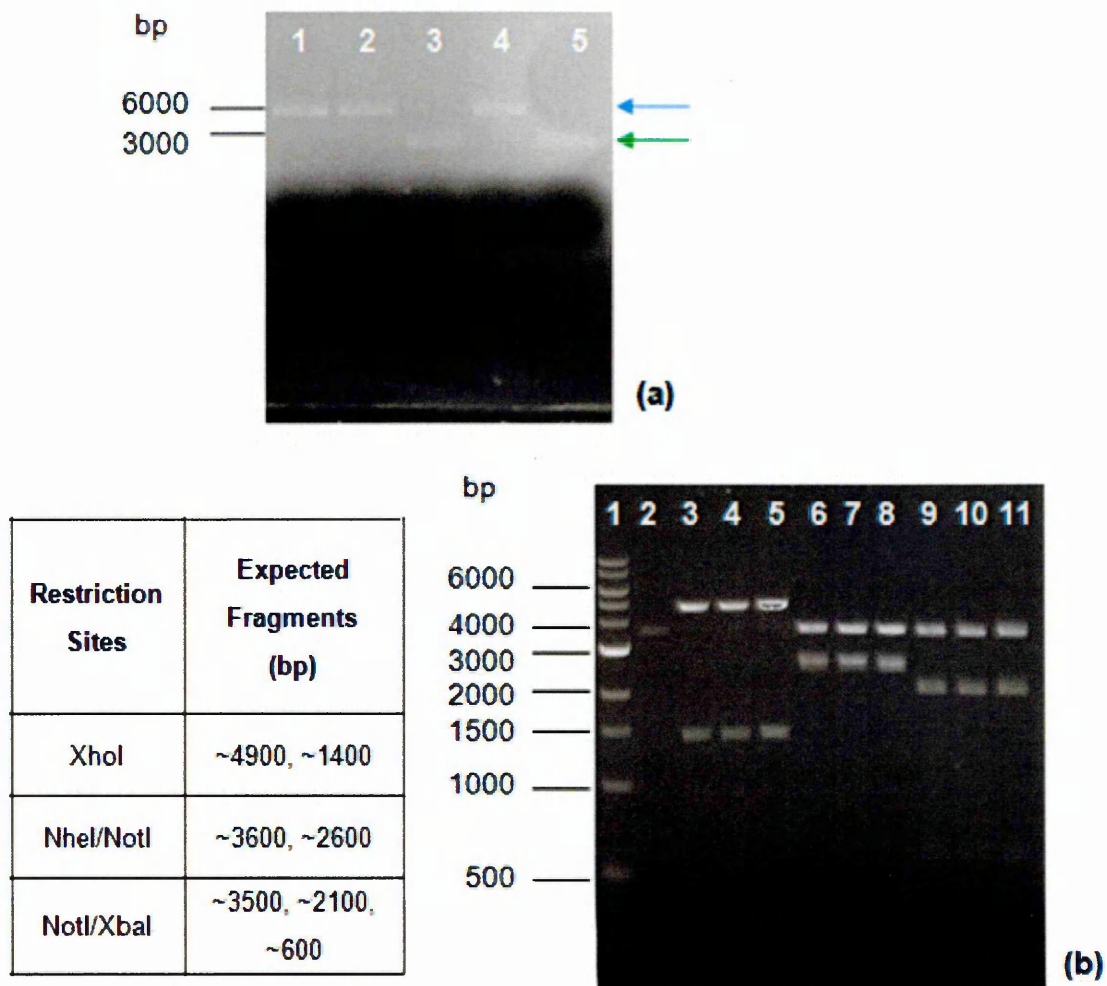 bp
1 2 3 4 5
6000
3000
(a)
bp
1 2 3 4 5 6 7 8 9 10 11
6000
4000
3000
2000
1500
1000
500
(b)
Restriction Sites
Expected Fragments (bp)
XhoI
~4900, ~1400
NheI/NotI
~3600, ~2600
NotI/XbaI
~3500, ~2100,
~600